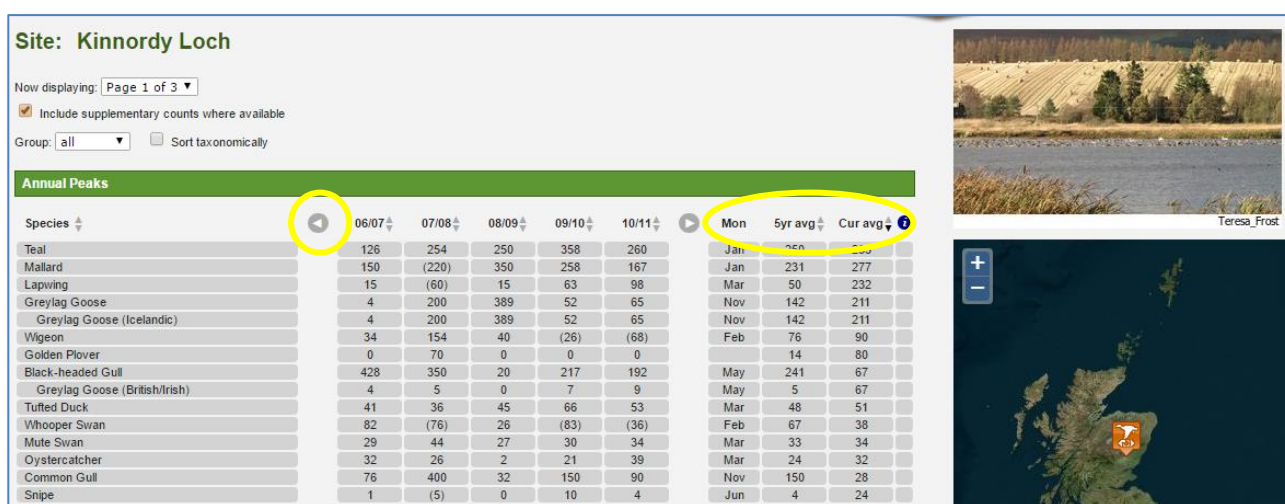 Site: Kinnordy Loch
Now displaying: Page 1 of 3
Include supplementary counts where available
Group: all Sort taxonomically
Annual Peaks
Species 06/07 07/08 08/09 09/10 10/11 Mon 5yr avg Cur avg i
Teal 126 254 250 358 260 Jan
Mallard 150 (220) 350 258 167 Jan 231 277
Lapwing 15 (60) 15 63 98 Mar 50 232
Greylag Goose 4 200 389 52 65 Nov 142 211
Greylag Goose (Icelandic) 4 200 389 52 65 Nov 142 211
Wigeon 34 154 40 (26) (68) Feb 76 90
Golden Plover 0 70 0 0 0 14 80
Black-headed Gull 428 350 20 217 192 May 241 67
Greylag Goose (British/Irish) 4 5 0 7 9 May 5 67
Tufted Duck 41 36 45 66 53 Mar 48 51
Whooper Swan 82 (76) 26 (83) (36) Feb 67 38
Mute Swan 29 44 27 30 34 Mar 33 34
Oystercatcher 32 26 2 21 39 Mar 24 32
Common Gull 76 400 32 150 90 Nov 150 28
Snipe 1 (5) 0 10 4 Jun 4 24
Teresa_Frost
+
−